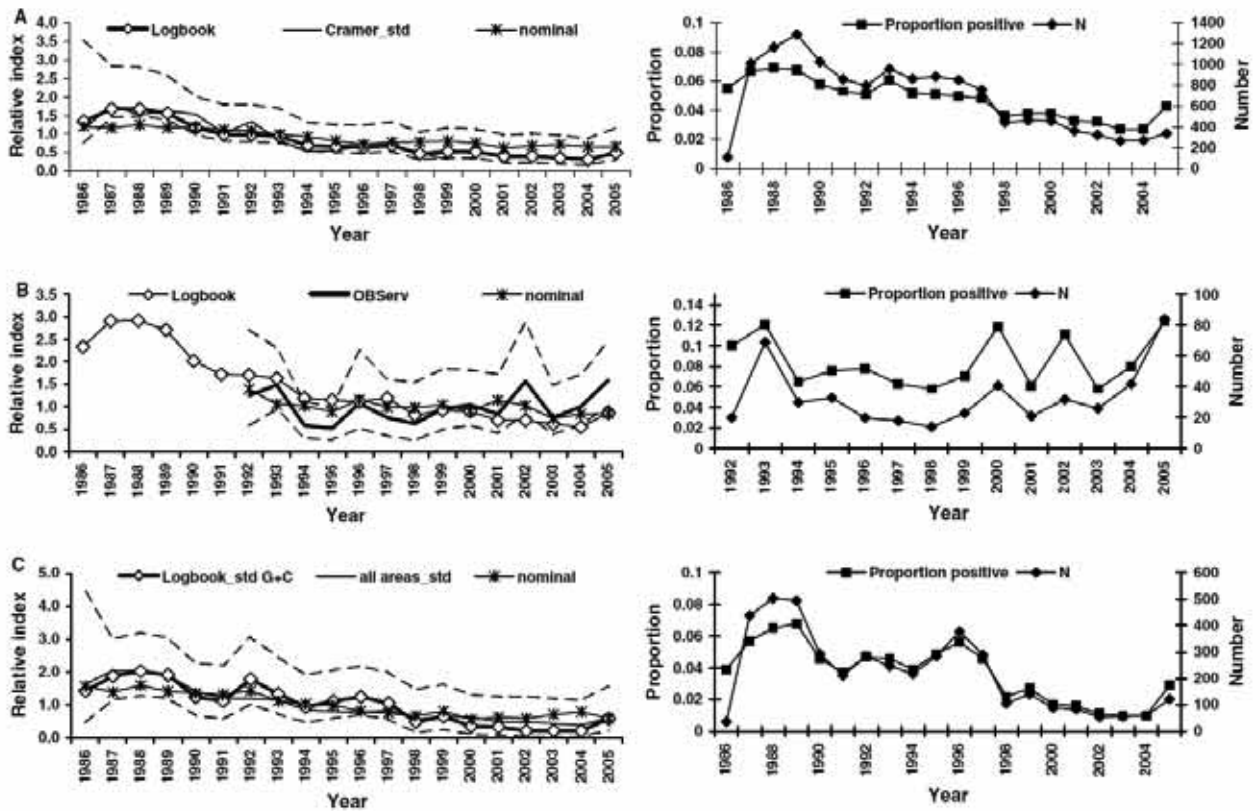 A
Logbook Cramer_std nominal
Relative index
4.0
3.5
3.0
2.5
2.0
1.5
1.0
0.5
0.0
1986 1987 1988 1989 1990 1991 1992 1993 1994 1995 1996 1997 1998 1999 2000 2001 2002 2003 2004 2005
Year
Proportion positive N
Proportion
0.1
0.08
0.06
0.04
0.02
0
1400
1200
1000
800
600
400
200
0
Number
1986 1988 1990 1992 1994 1996 1998 2000 2002 2004
Year
B
Logbook OBServ nominal
Relative index
3.5
3.0
2.5
2.0
1.5
1.0
0.5
0.0
1986 1987 1988 1989 1990 1991 1992 1993 1994 1995 1996 1997 1998 1999 2000 2001 2002 2003 2004 2005
Year
Proportion positive N
Proportion
0.14
0.12
0.10
0.08
0.06
0.04
0.02
0
100
80
60
40
20
0
Number
1992 1993 1994 1995 1996 1997 1998 1999 2000 2001 2002 2003 2004 2005
Year
C
Logbook_std G+C all areas_std nominal
Relative index
5.0
4.0
3.0
2.0
1.0
0.0
1986 1987 1988 1989 1990 1991 1992 1993 1994 1995 1996 1997 1998 1999 2000 2001 2002 2003 2004 2005
Year
Proportion positive N
Proportion
0.1
0.08
0.06
0.04
0.02
0
600
500
400
300
200
100
0
Number
1986 1988 1990 1992 1994 1996 1998 2000 2002 2004
Year